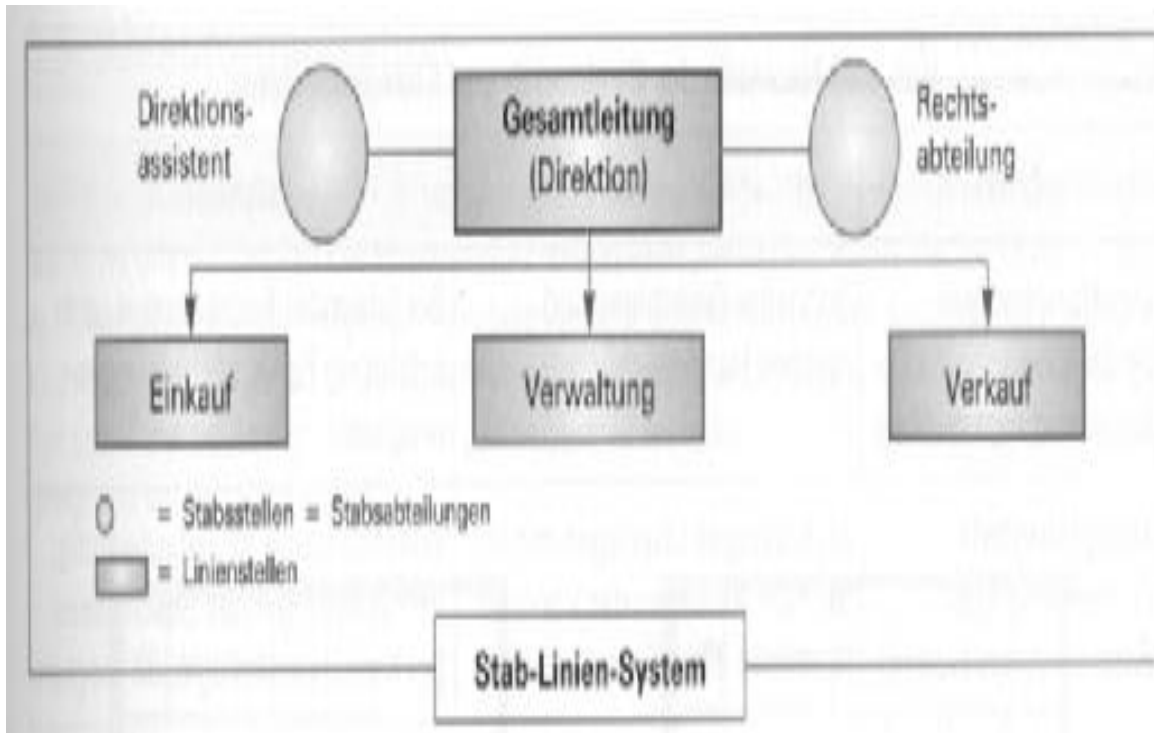 Direktions-
assistent
Gesamtleitung
(Direktion)
Rechts-
abteilung
Einkauf
Verwaltung
Verkauf
= Stabsstellen = Stabsabteilungen
= Linienstellen
Stab-Linien-System